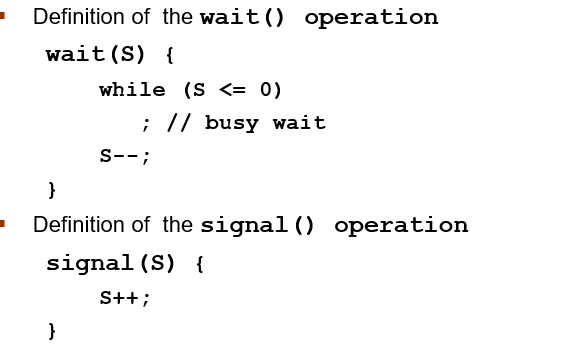 ▪ Definition of the wait() operation
wait(S) {
while (S <= 0)
; // busy wait
S--;
}
▪ Definition of the signal() operation
signal(S) {
S++;
}